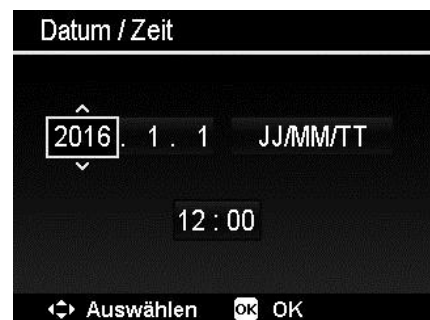 Datum / Zeit
2016. 1. 1 JJ/MM/TT
12 : 00
Auswählen OK OK